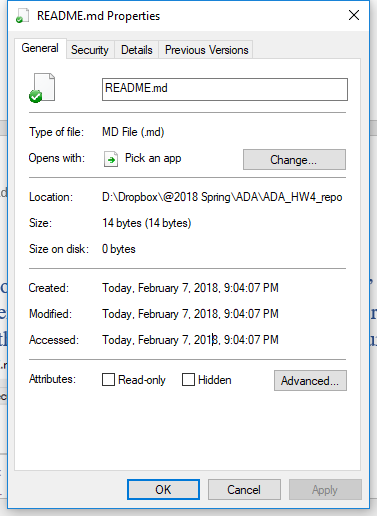 README.md Properties
General Security Details Previous Versions
README.md
Type of file: MD File (.md)
Opens with: Pick an app Change...
Location: D:\Dropbox\@2018 Spring\ADA\ADA_HW4_repo
Size: 14 bytes (14 bytes)
Size on disk: 0 bytes
Created: Today, February 7, 2018, 9:04:07 PM
Modified: Today, February 7, 2018, 9:04:07 PM
Accessed: Today, February 7, 2018, 9:04:07 PM
Attributes: Read-only Hidden Advanced...
OK Cancel Apply